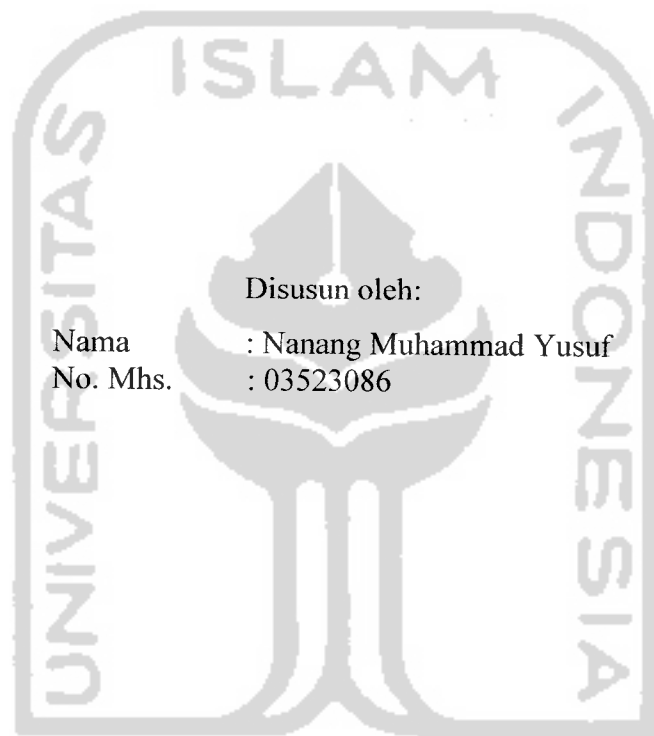 UNIVERSITAS ISLAM INDONESIA
Disusun oleh:
Nama : Nanang Muhammad Yusuf
No. Mhs. : 03523086